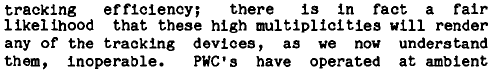 tracking efficiency; there is in fact a fair
likelihood that these high multiplicities will render
any of the tracking devices, as we now understand
them, inoperable. PWC's have operated at ambient